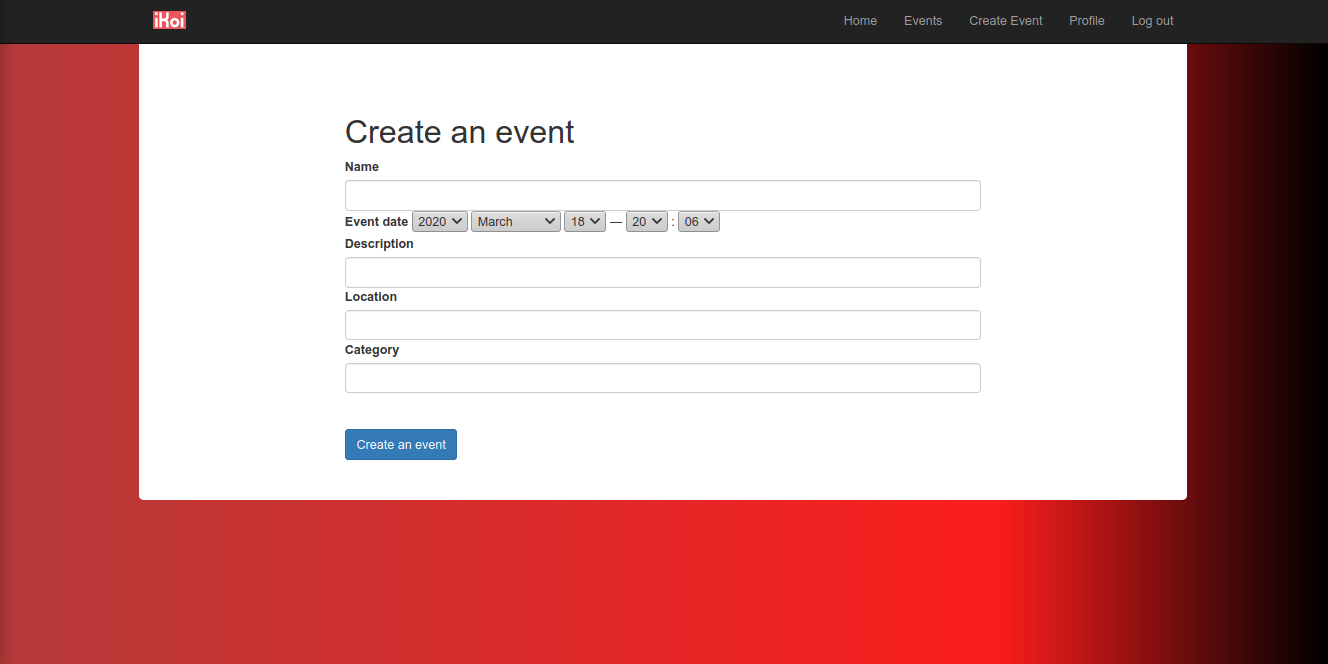 iKoi Home Events Create Event Profile Log out
Create an event
Name
Event date 2020 March 18 — 20 : 06
Description
Location
Category
Create an event